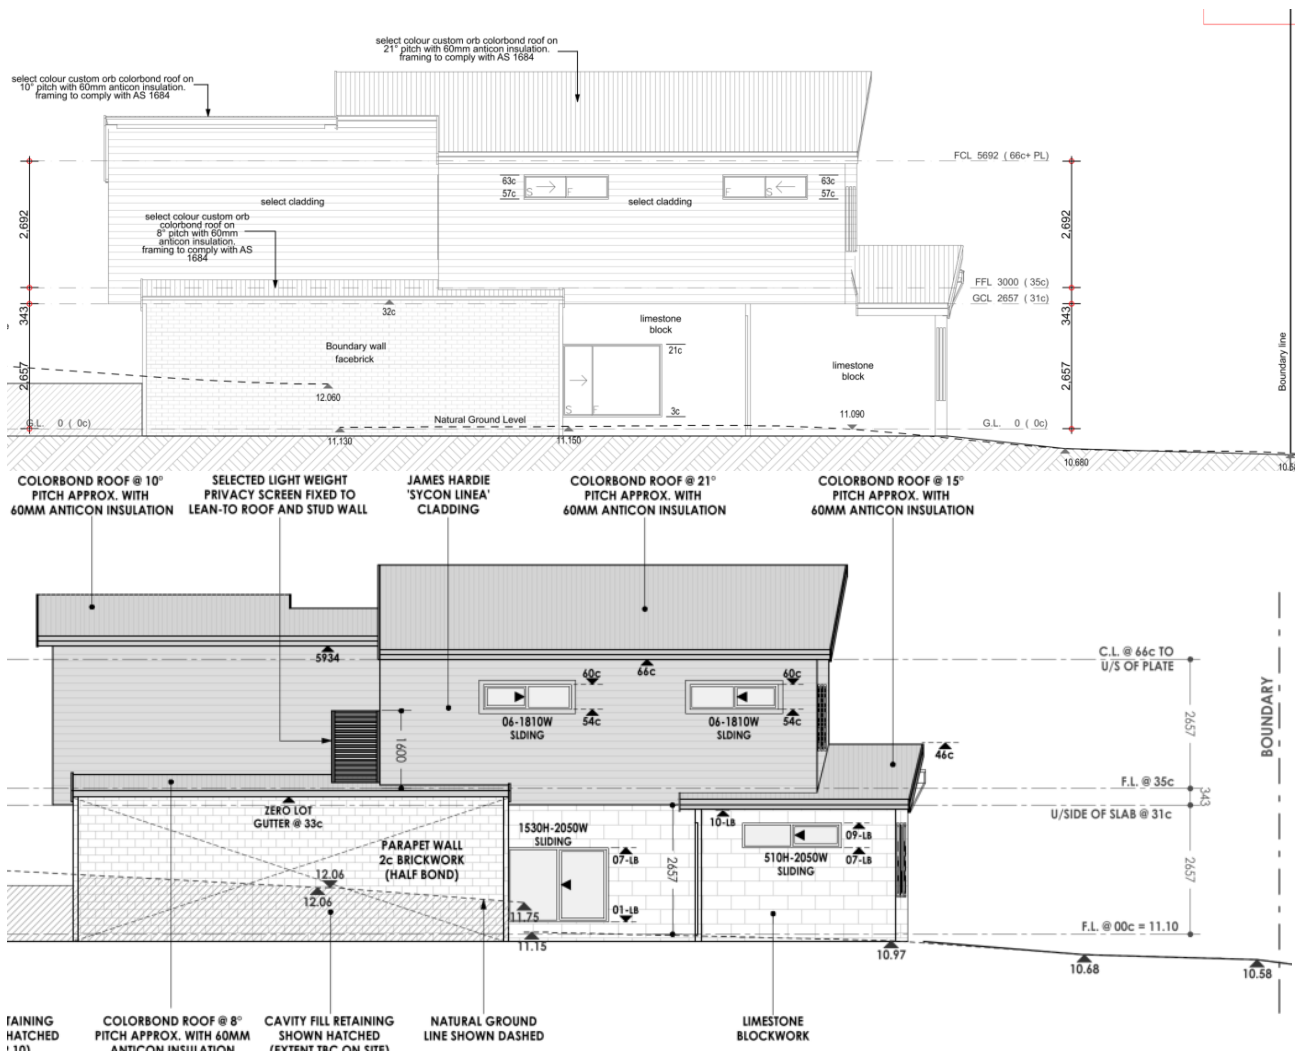 select colour custom orb colorbond roof on
21° pitch with 60mm anticon insulation.
framing to comply with AS 1684
select colour custom orb colorbond roof on
10° pitch with 60mm anticon insulation.
framing to comply with AS 1684
FCL 5692 ( 66c+ PL)
63c
57c
S F
F S
63c
57c
select cladding
select cladding
select colour custom orb
colorbond roof on
8° pitch with 60mm
anticon insulation.
framing to comply with AS
1684
2,692
2,692
FFL 3000 ( 35c)
GCL 2657 ( 31c)
343
343
32c
limestone
block
Boundary wall
facebrick
21c
limestone
block
Boundary line
2,657
2,657
12.060
S F
3c
Natural Ground Level
11.090
G.L. 0 ( 0c)
G.L. 0 ( 0c)
11.130
11.150
10.680
COLORBOND ROOF @ 10°
PITCH APPROX. WITH
60MM ANTICON INSULATION
SELECTED LIGHT WEIGHT
PRIVACY SCREEN FIXED TO
LEAN-TO ROOF AND STUD WALL
JAMES HARDIE
'SYCON LINEA'
CLADDING
COLORBOND ROOF @ 21°
PITCH APPROX. WITH
60MM ANTICON INSULATION
COLORBOND ROOF @ 15°
PITCH APPROX. WITH
60MM ANTICON INSULATION
5934
66c
60c
60c
C.L. @ 66c TO
U/S OF PLATE
54c
54c
06-1810W
SLDING
06-1810W
SLDING
1600
46c
2657
BOUNDARY
F.L. @ 35c
343
U/SIDE OF SLAB @ 31c
ZERO LOT
GUTTER @ 33c
10-LB
1530H-2050W
SLIDING
09-LB
PARAPET WALL
2c BRICKWORK
(HALF BOND)
07-LB
2657
510H-2050W
SLIDING
07-LB
2657
12.06
12.06
11.75
01-LB
F.L. @ 00c = 11.10
11.15
10.97
10.68
10.58
TAINING
HATCHED
COLORBOND ROOF @ 8°
PITCH APPROX. WITH 60MM
ANTICON INSULATION
CAVITY FILL RETAINING
SHOWN HATCHED
(EXTENT TBC ON SITE)
NATURAL GROUND
LINE SHOWN DASHED
LIMESTONE
BLOCKWORK